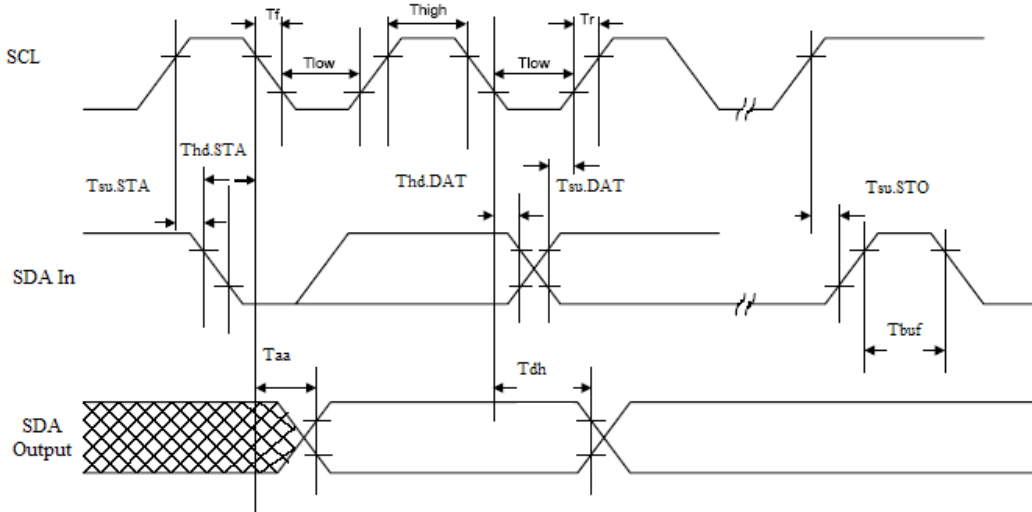 Tf
Thigh
Tr
SCL
Tlow
Tlow
Thd.STA
Tsu.STA
Thd.DAT
Tsu.DAT
Tsu.STO
SDA In
Tbuf
Taa
Tdh
SDA
Output